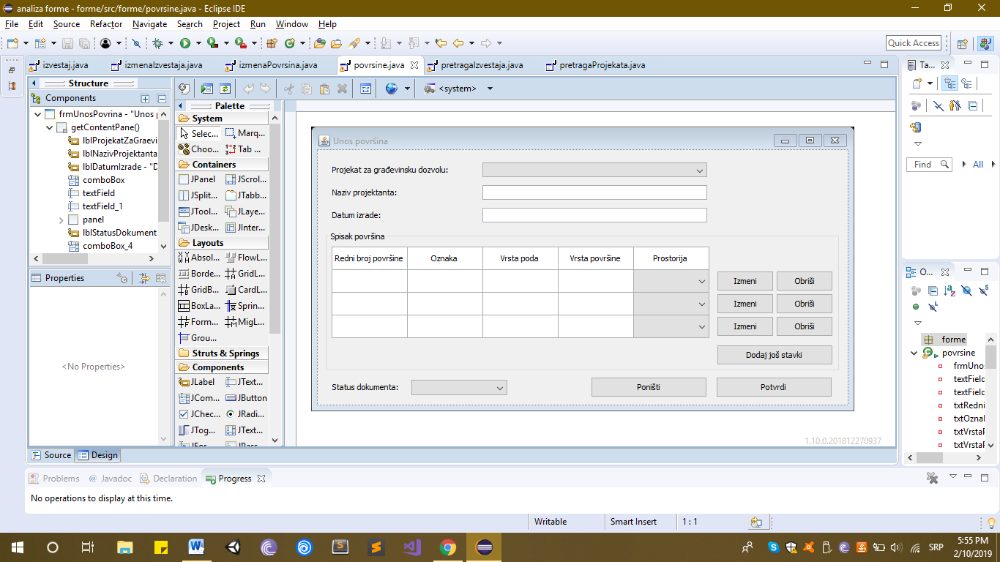 analiza forme - forme/src/forme/povrsine.java - Eclipse IDE
File Edit Source Refactor Navigate Search Project Run Window Help
Quick Access
izvestaj.java izmenaIzvestaja.java izmenaPovrsina.java povrsine.java pretragaIzvestaja.java pretragaProjekata.java
Structure
Components
frmUnosPovrina - "Unos p
getContentPane()
lblProjekatZaGraevi
lblNazivProjektanta
lblDatumIzrade - "D
comboBox
textField
textField_1
panel
lblStatusDokument
comboBox_4
Properties
<No Properties>
<system>
Palette
System
Selec... Marq...
Choo... Tab ...
Containers
JPanel JScrol...
JSplit... JTabb...
JTool... JLaye...
JDesk... JInter...
Layouts
Absol... FlowL...
Borde... GridL...
GridB... CardL...
BoxLa... Sprin...
Form... MigL...
Grou...
Struts & Springs
Components
JLabel JText...
JCom... JButton
JChec... JRadi...
JTog... JText...
JFor... JPass...
Unos površina
Projekat za građevinsku dozvolu:
Naziv projektanta:
Datum izrade:
Spisak površina
Redni broj površine Oznaka Vrsta poda Vrsta površine Prostorija
Izmeni Obriši
Izmeni Obriši
Izmeni Obriši
Dodaj još stavki
Status dokumenta: Poništi Potvrdi
1.10.0.201812270937
Source Design
Ta...
Find All
O...
forme
povrsine
frmUnos
textField
textField
txtRedni
txtOznal
txtVrstaP
txtVrstaP
Problems Javadoc Declaration Progress
No operations to display at this time.
Writable Smart Insert 1 : 1
SRP
5:55 PM
2/10/2019